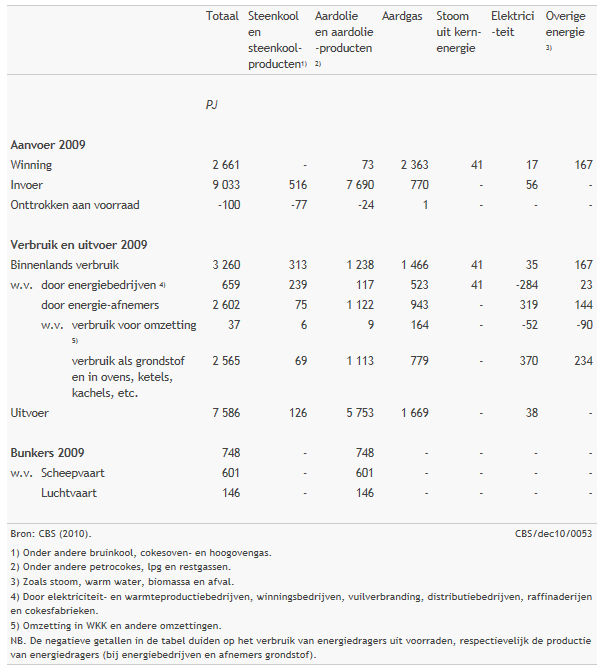 Totaal Steenkool Aardolie Aardgas Stoom Elektrici Overige
en en aardolie uit kern- -teit energie
steenkool- -producten energie 3)
producten1) 2)
PJ
Aanvoer 2009
Winning 2 661 - 73 2 363 41 17 167
Invoer 9 033 516 7 690 770 - 56 -
Onttrokken aan voorraad -100 -77 -24 1 - - -
Verbruik en uitvoer 2009
Binnenlands verbruik 3 260 313 1 238 1 466 41 35 167
w.v. door energiebedrijven 4) 659 239 117 523 41 -284 23
door energie-afnemers 2 602 75 1 122 943 - 319 144
w.v. verbruik voor omzetting 37 6 9 164 - -52 -90
5)
verbruik als grondstof 2 565 69 1 113 779 - 370 234
en in ovens, ketels,
kachels, etc.
Uitvoer 7 586 126 5 753 1 669 - 38 -
Bunkers 2009 748 - 748 - - - -
w.v. Scheepvaart 601 - 601 - - - -
Luchtvaart 146 - 146 - - - -
Bron: CBS (2010). CBS/dec10/0053
1) Onder andere bruinkool, cokesoven- en hoogovengas.
2) Onder andere petrocokes, lpg en restgassen.
3) Zoals stoom, warm water, biomassa en afval.
4) Door elektriciteit- en warmteproductiebedrijven, winningsbedrijven, vuilverbranding, distributiebedrijven, raffinaderijen
en cokesfabrieken.
5) Omzetting in WKK en andere omzettingen.
NB. De negatieve getallen in de tabel duiden op het verbruik van energiedragers uit voorraden, respectievelijk de productie
van energiedragers (bij energiebedrijven en afnemers grondstof).